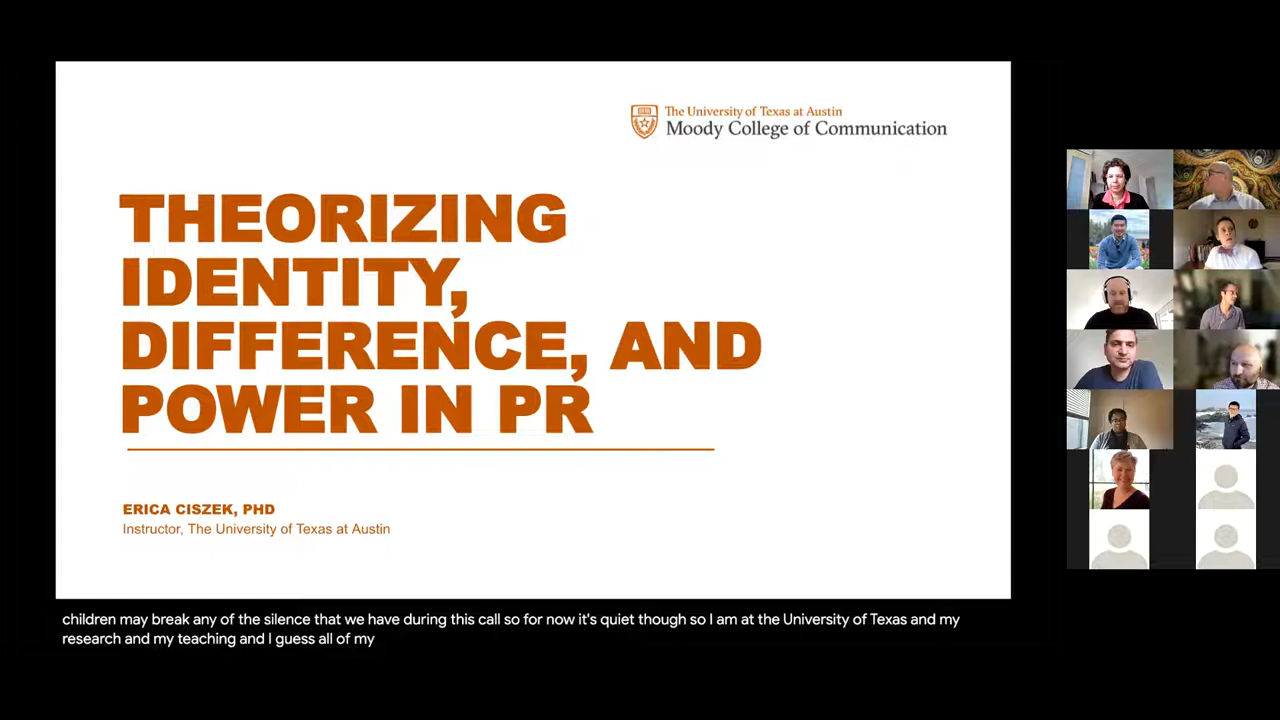 The University of Texas at Austin
Moody College of Communication
THEORIZING
IDENTITY,
DIFFERENCE, AND
POWER IN PR
ERICA CISZEK, PHD
Instructor, The University of Texas at Austin
children may break any of the silence that we have during this call so for now it's quiet though so I am at the University of Texas and my
research and my teaching and I guess all of my